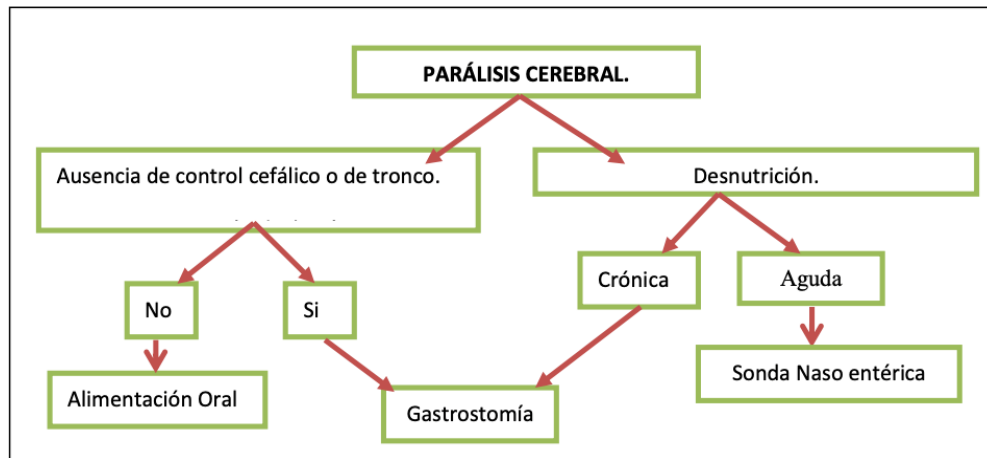 PARÁLISIS CEREBRAL.
Ausencia de control cefálico o de tronco.
Desnutrición.
No
Si
Crónica
Aguda
Alimentación Oral
Gastrostomía
Sonda Naso entérica